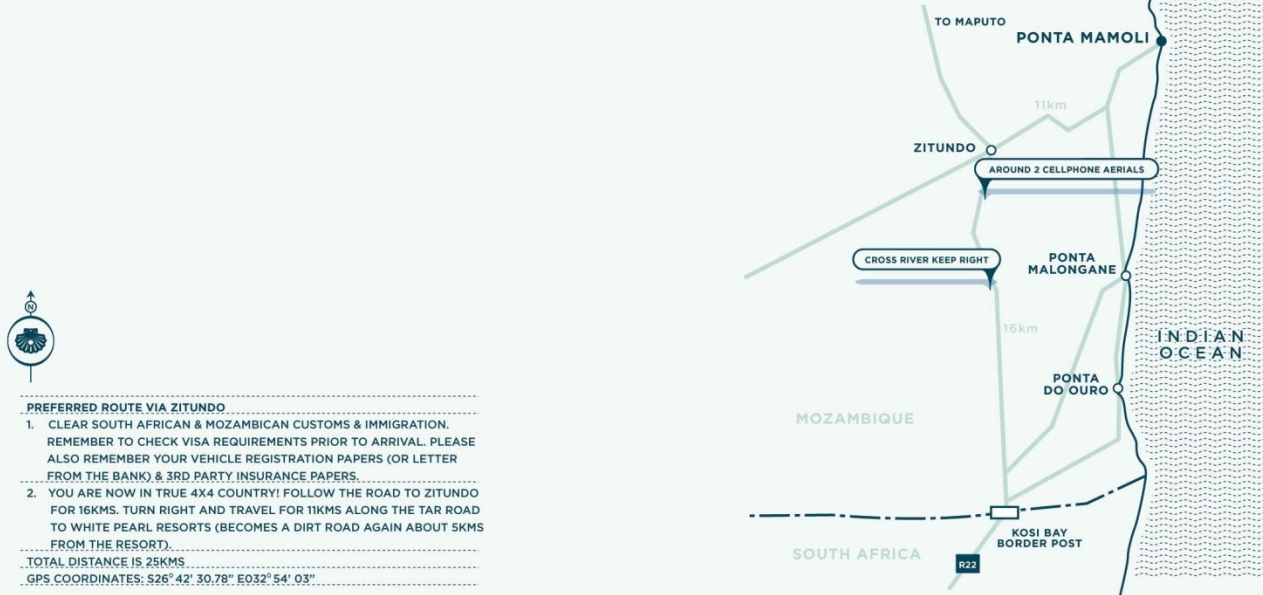 TO MAPUTO
PONTA MAMOLI
11km
ZITUNDO
AROUND 2 CELLPHONE AERIALS
CROSS RIVER KEEP RIGHT
PONTA
MALONGANE
16km
INDIAN
OCEAN
PONTA
DO OURO
MOZAMBIQUE
KOSI BAY
BORDER POST
SOUTH AFRICA
R22
N
PREFERRED ROUTE VIA ZITUNDO
1. CLEAR SOUTH AFRICAN & MOZAMBICAN CUSTOMS & IMMIGRATION.
REMEMBER TO CHECK VISA REQUIREMENTS PRIOR TO ARRIVAL. PLEASE
ALSO REMEMBER YOUR VEHICLE REGISTRATION PAPERS (OR LETTER
FROM THE BANK) & 3RD PARTY INSURANCE PAPERS.
2. YOU ARE NOW IN TRUE 4X4 COUNTRY! FOLLOW THE ROAD TO ZITUNDO
FOR 16KMS. TURN RIGHT AND TRAVEL FOR 11KMS ALONG THE TAR ROAD
TO WHITE PEARL RESORTS (BECOMES A DIRT ROAD AGAIN ABOUT 5KMS
FROM THE RESORT).
TOTAL DISTANCE IS 25KMS
GPS COORDINATES: S26° 42' 30.78" E032° 54' 03"